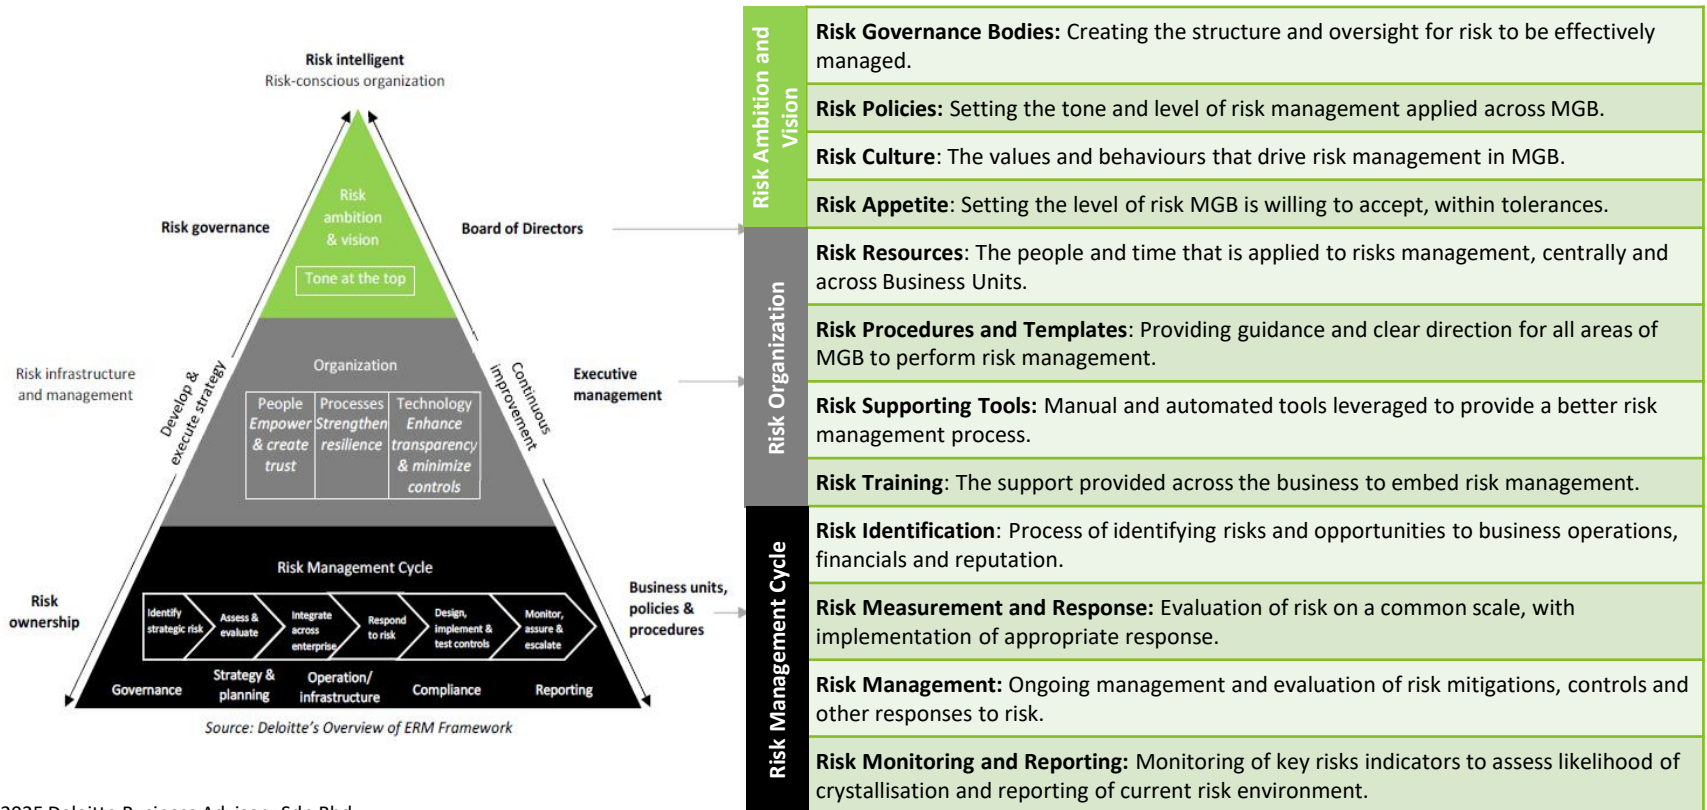 Risk intelligent
Risk-conscious organization
Risk
ambition
& vision
Tone at the top
Risk governance
Board of Directors
Organization
People
Empower
& create
trust
Processes
Strengthen
resilience
Technology
Enhance
transparency
& minimize
controls
Risk infrastructure
and management
Develop &
execute strategy
Continuous
improvement
Executive
management
Risk Management Cycle
Identify
strategic risk
Assess &
evaluate
Integrate
across
enterprise
Respond
to risk
Design,
implement &
test controls
Monitor,
assure &
escalate
Governance
Strategy &
planning
Operation/
infrastructure
Compliance
Reporting
Risk
ownership
Business units,
policies &
procedures
Source: Deloitte's Overview of ERM Framework
Risk Ambition and
Vision
Risk Governance Bodies: Creating the structure and oversight for risk to be effectively
managed.
Risk Policies: Setting the tone and level of risk management applied across MGB.
Risk Culture: The values and behaviours that drive risk management in MGB.
Risk Appetite: Setting the level of risk MGB is willing to accept, within tolerances.
Risk Organization
Risk Resources: The people and time that is applied to risks management, centrally and
across Business Units.
Risk Procedures and Templates: Providing guidance and clear direction for all areas of
MGB to perform risk management.
Risk Supporting Tools: Manual and automated tools leveraged to provide a better risk
management process.
Risk Training: The support provided across the business to embed risk management.
Risk Management Cycle
Risk Identification: Process of identifying risks and opportunities to business operations,
financials and reputation.
Risk Measurement and Response: Evaluation of risk on a common scale, with
implementation of appropriate response.
Risk Management: Ongoing management and evaluation of risk mitigations, controls and
other responses to risk.
Risk Monitoring and Reporting: Monitoring of key risks indicators to assess likelihood of
crystallisation and reporting of current risk environment.
2025 Deloitte Business Advisory Sdn Bhd